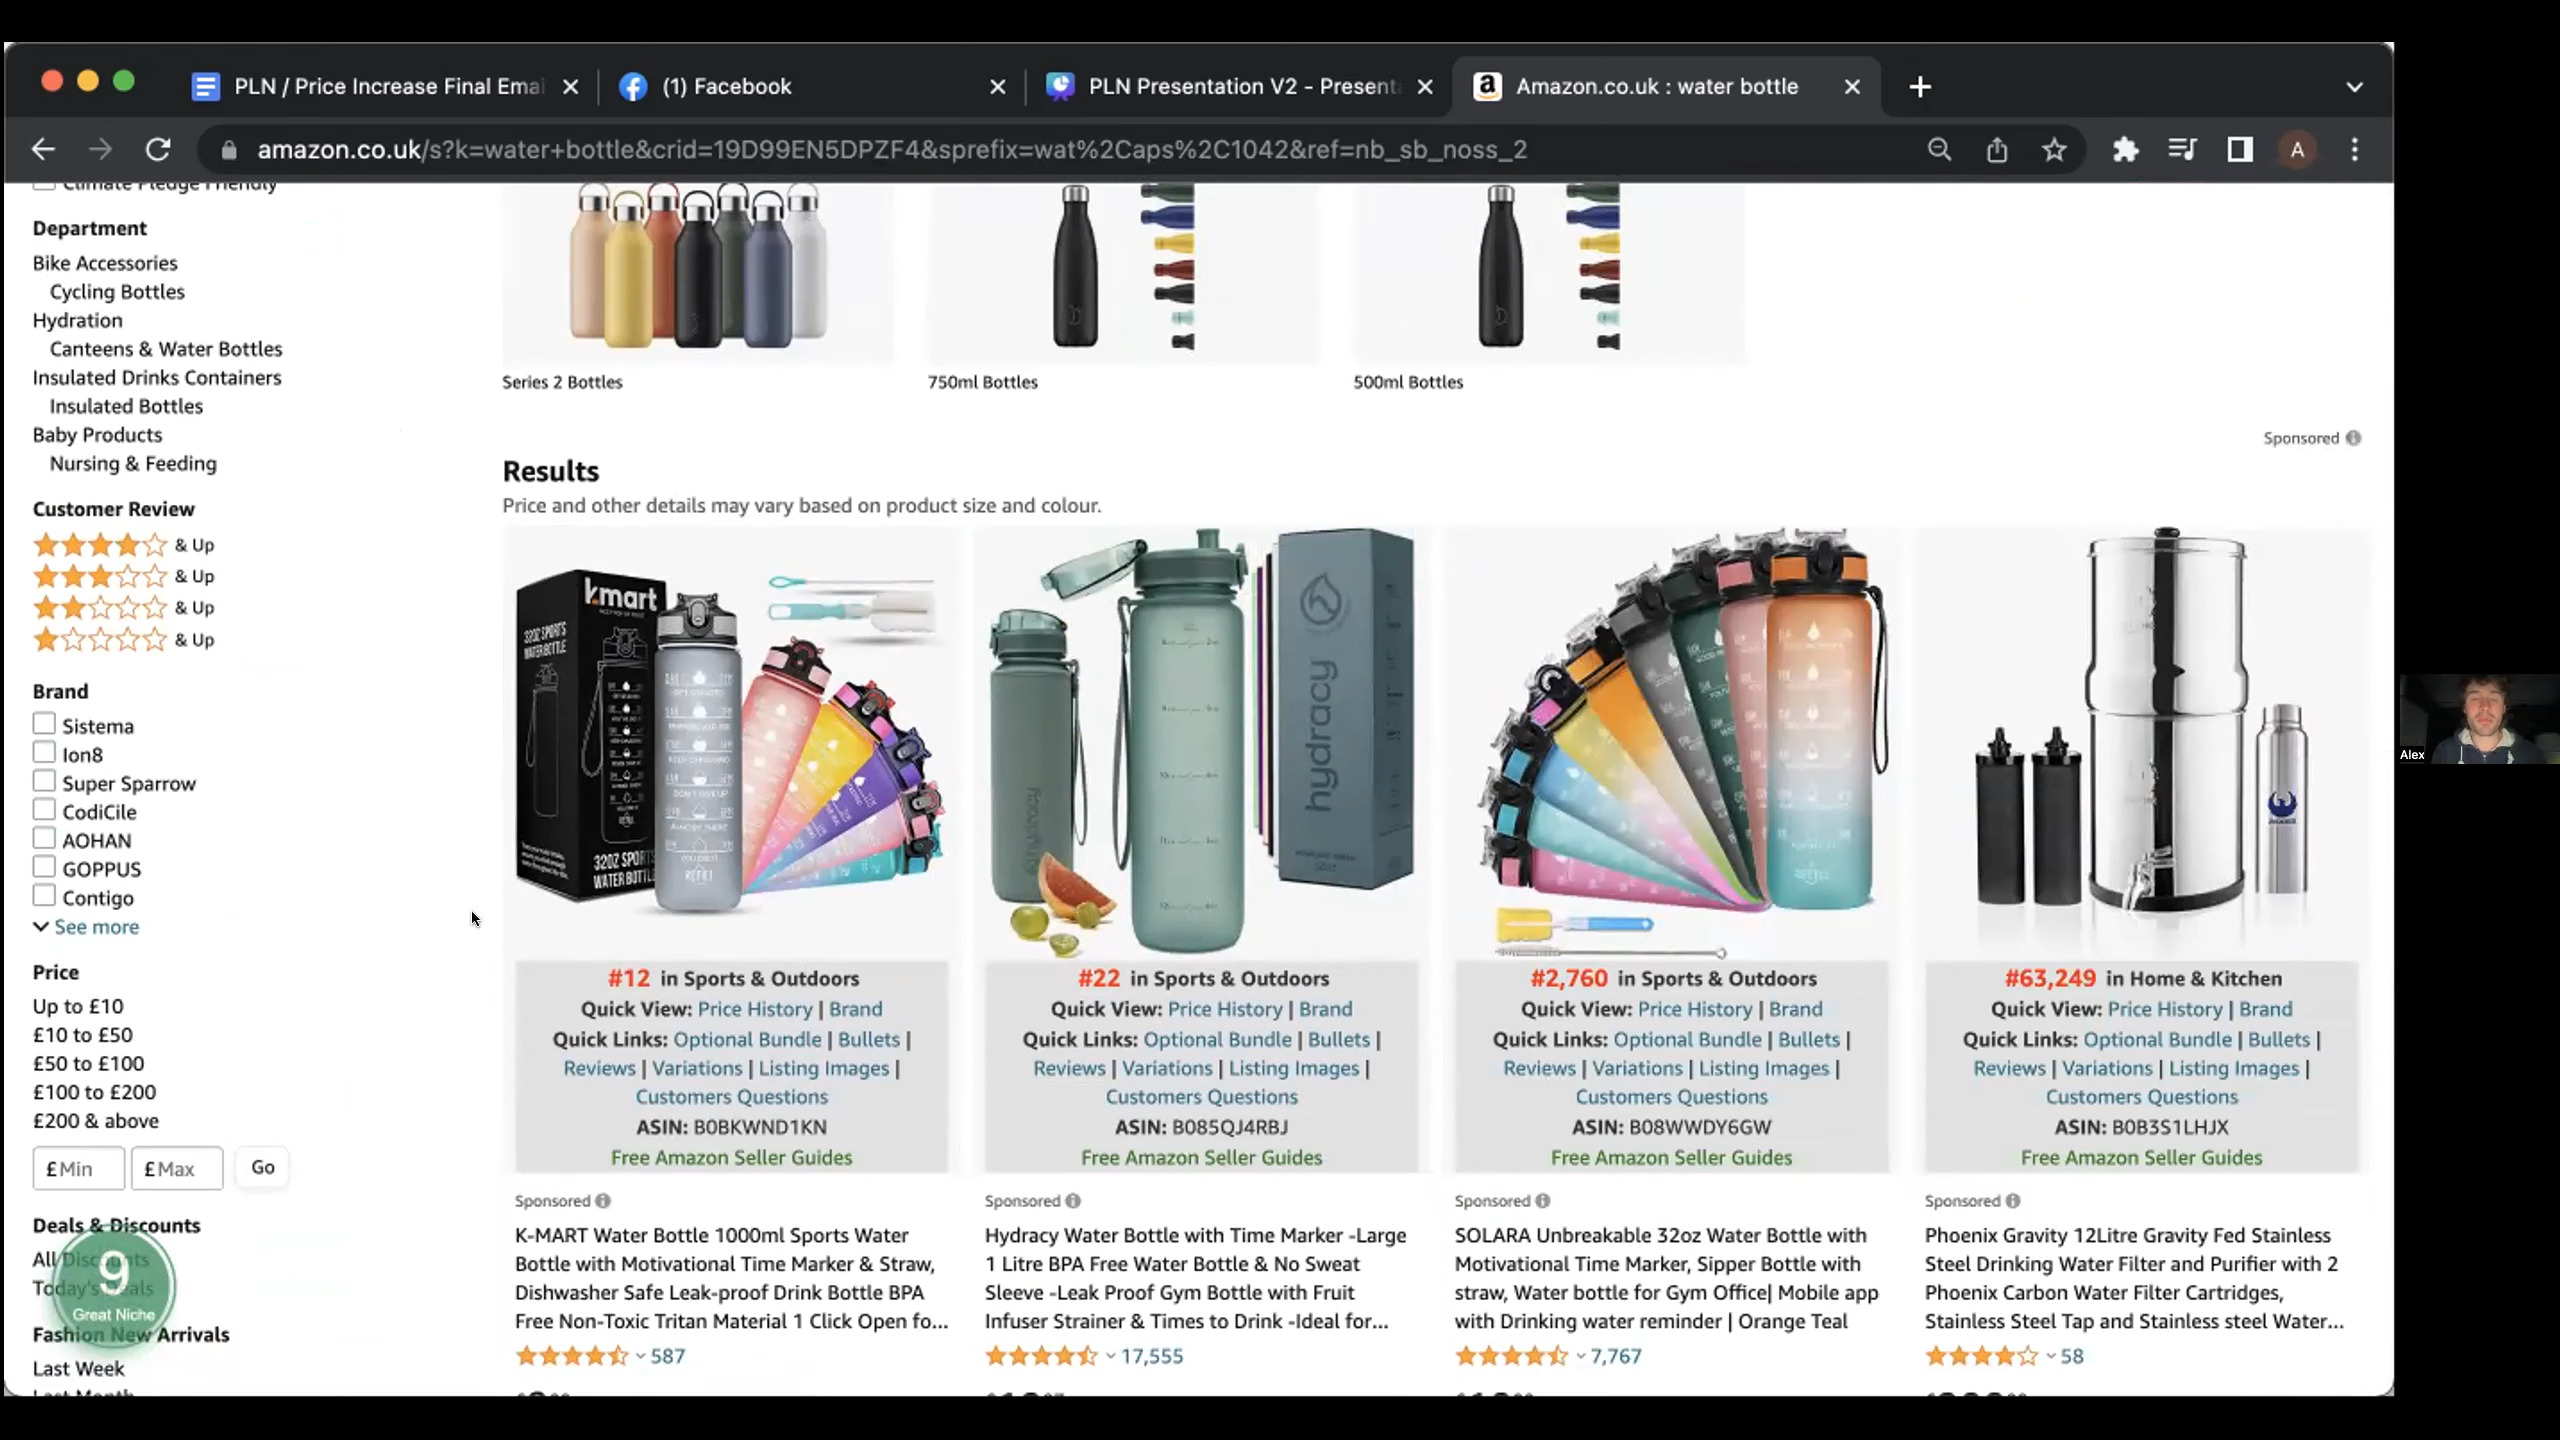 PLN / Price Increase Final Emai
(1) Facebook
PLN Presentation V2 - Present
Amazon.co.uk : water bottle
amazon.co.uk/s?k=water+bottle&crid=19D99EN5DPZF4&sprefix=wat%2Caps%2C1042&ref=nb_sb_noss_2
A
Climate Pledge Friendly
Department
Bike Accessories
Cycling Bottles
Hydration
Canteens & Water Bottles
Insulated Drinks Containers
Insulated Bottles
Baby Products
Nursing & Feeding
Customer Review
& Up
& Up
& Up
& Up
Brand
Sistema
Ion8
Super Sparrow
CodiCile
AOHAN
GOPPUS
Contigo
See more
Price
Up to £10
£10 to £50
£50 to £100
£100 to £200
£200 & above
£ Min
£ Max
Go
Deals & Discounts
All Discounts
Today's Deals
9
Great Niche
Fashion New Arrivals
Last Week
Last Month
Series 2 Bottles
750ml Bottles
500ml Bottles
Sponsored
Results
Price and other details may vary based on product size and colour.
kmart
32OZ SPORTS
WATER BOTTLE
32OZ SPORTS
WATER BOTTLE
REFILL
#12 in Sports & Outdoors
Quick View: Price History | Brand
Quick Links: Optional Bundle | Bullets |
Reviews | Variations | Listing Images |
Customers Questions
ASIN: B0BKWND1KN
Free Amazon Seller Guides
Sponsored
K-MART Water Bottle 1000ml Sports Water
Bottle with Motivational Time Marker & Straw,
Dishwasher Safe Leak-proof Drink Bottle BPA
Free Non-Toxic Tritan Material 1 Click Open fo...
587
hydracy
hydracy
#22 in Sports & Outdoors
Quick View: Price History | Brand
Quick Links: Optional Bundle | Bullets |
Reviews | Variations | Listing Images |
Customers Questions
ASIN: B085QJ4RBJ
Free Amazon Seller Guides
Sponsored
Hydracy Water Bottle with Time Marker -Large
1 Litre BPA Free Water Bottle & No Sweat
Sleeve -Leak Proof Gym Bottle with Fruit
Infuser Strainer & Times to Drink -Ideal for...
17,555
#2,760 in Sports & Outdoors
Quick View: Price History | Brand
Quick Links: Optional Bundle | Bullets |
Reviews | Variations | Listing Images |
Customers Questions
ASIN: B08WWDY6GW
Free Amazon Seller Guides
Sponsored
SOLARA Unbreakable 32oz Water Bottle with
Motivational Time Marker, Sipper Bottle with
straw, Water bottle for Gym Office| Mobile app
with Drinking water reminder | Orange Teal
7,767
#63,249 in Home & Kitchen
Quick View: Price History | Brand
Quick Links: Optional Bundle | Bullets |
Reviews | Variations | Listing Images |
Customers Questions
ASIN: B0B3S1LHJX
Free Amazon Seller Guides
Sponsored
Phoenix Gravity 12Litre Gravity Fed Stainless
Steel Drinking Water Filter and Purifier with 2
Phoenix Carbon Water Filter Cartridges,
Stainless Steel Tap and Stainless steel Water...
58
Alex